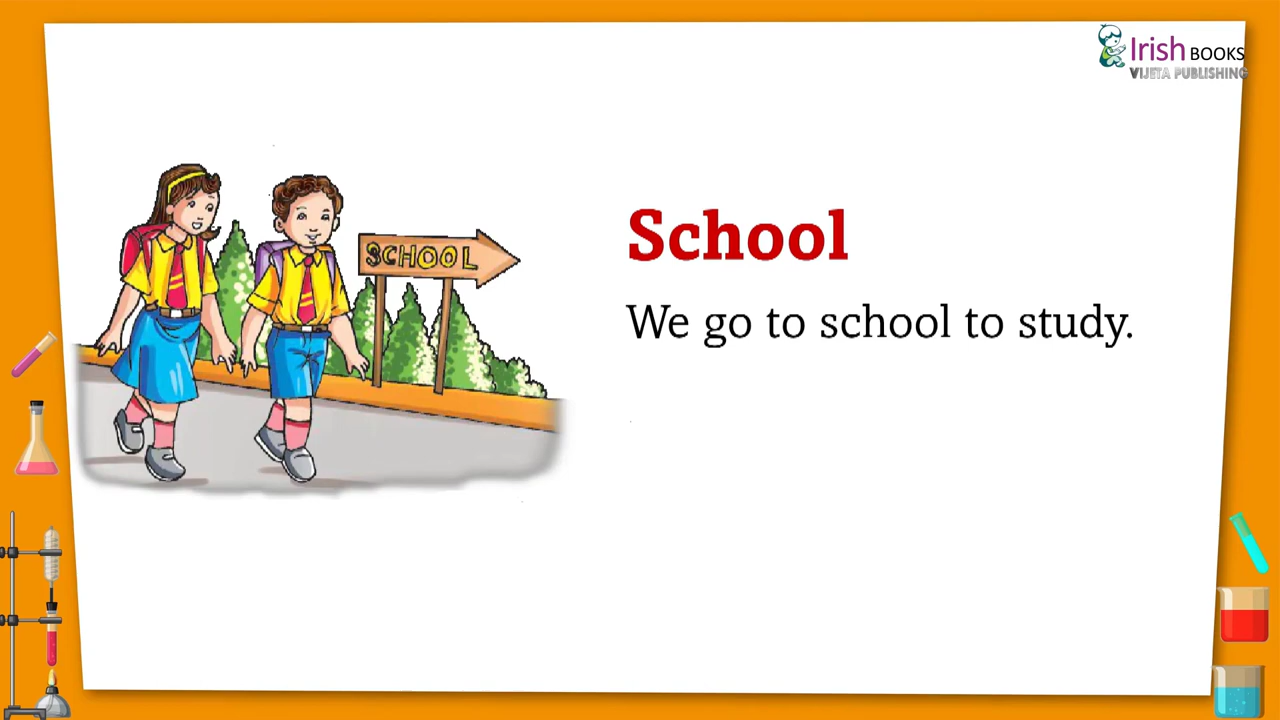 Irish BOOKS
VIJETA PUBLISHING
School
We go to school to study.
SCHOOL